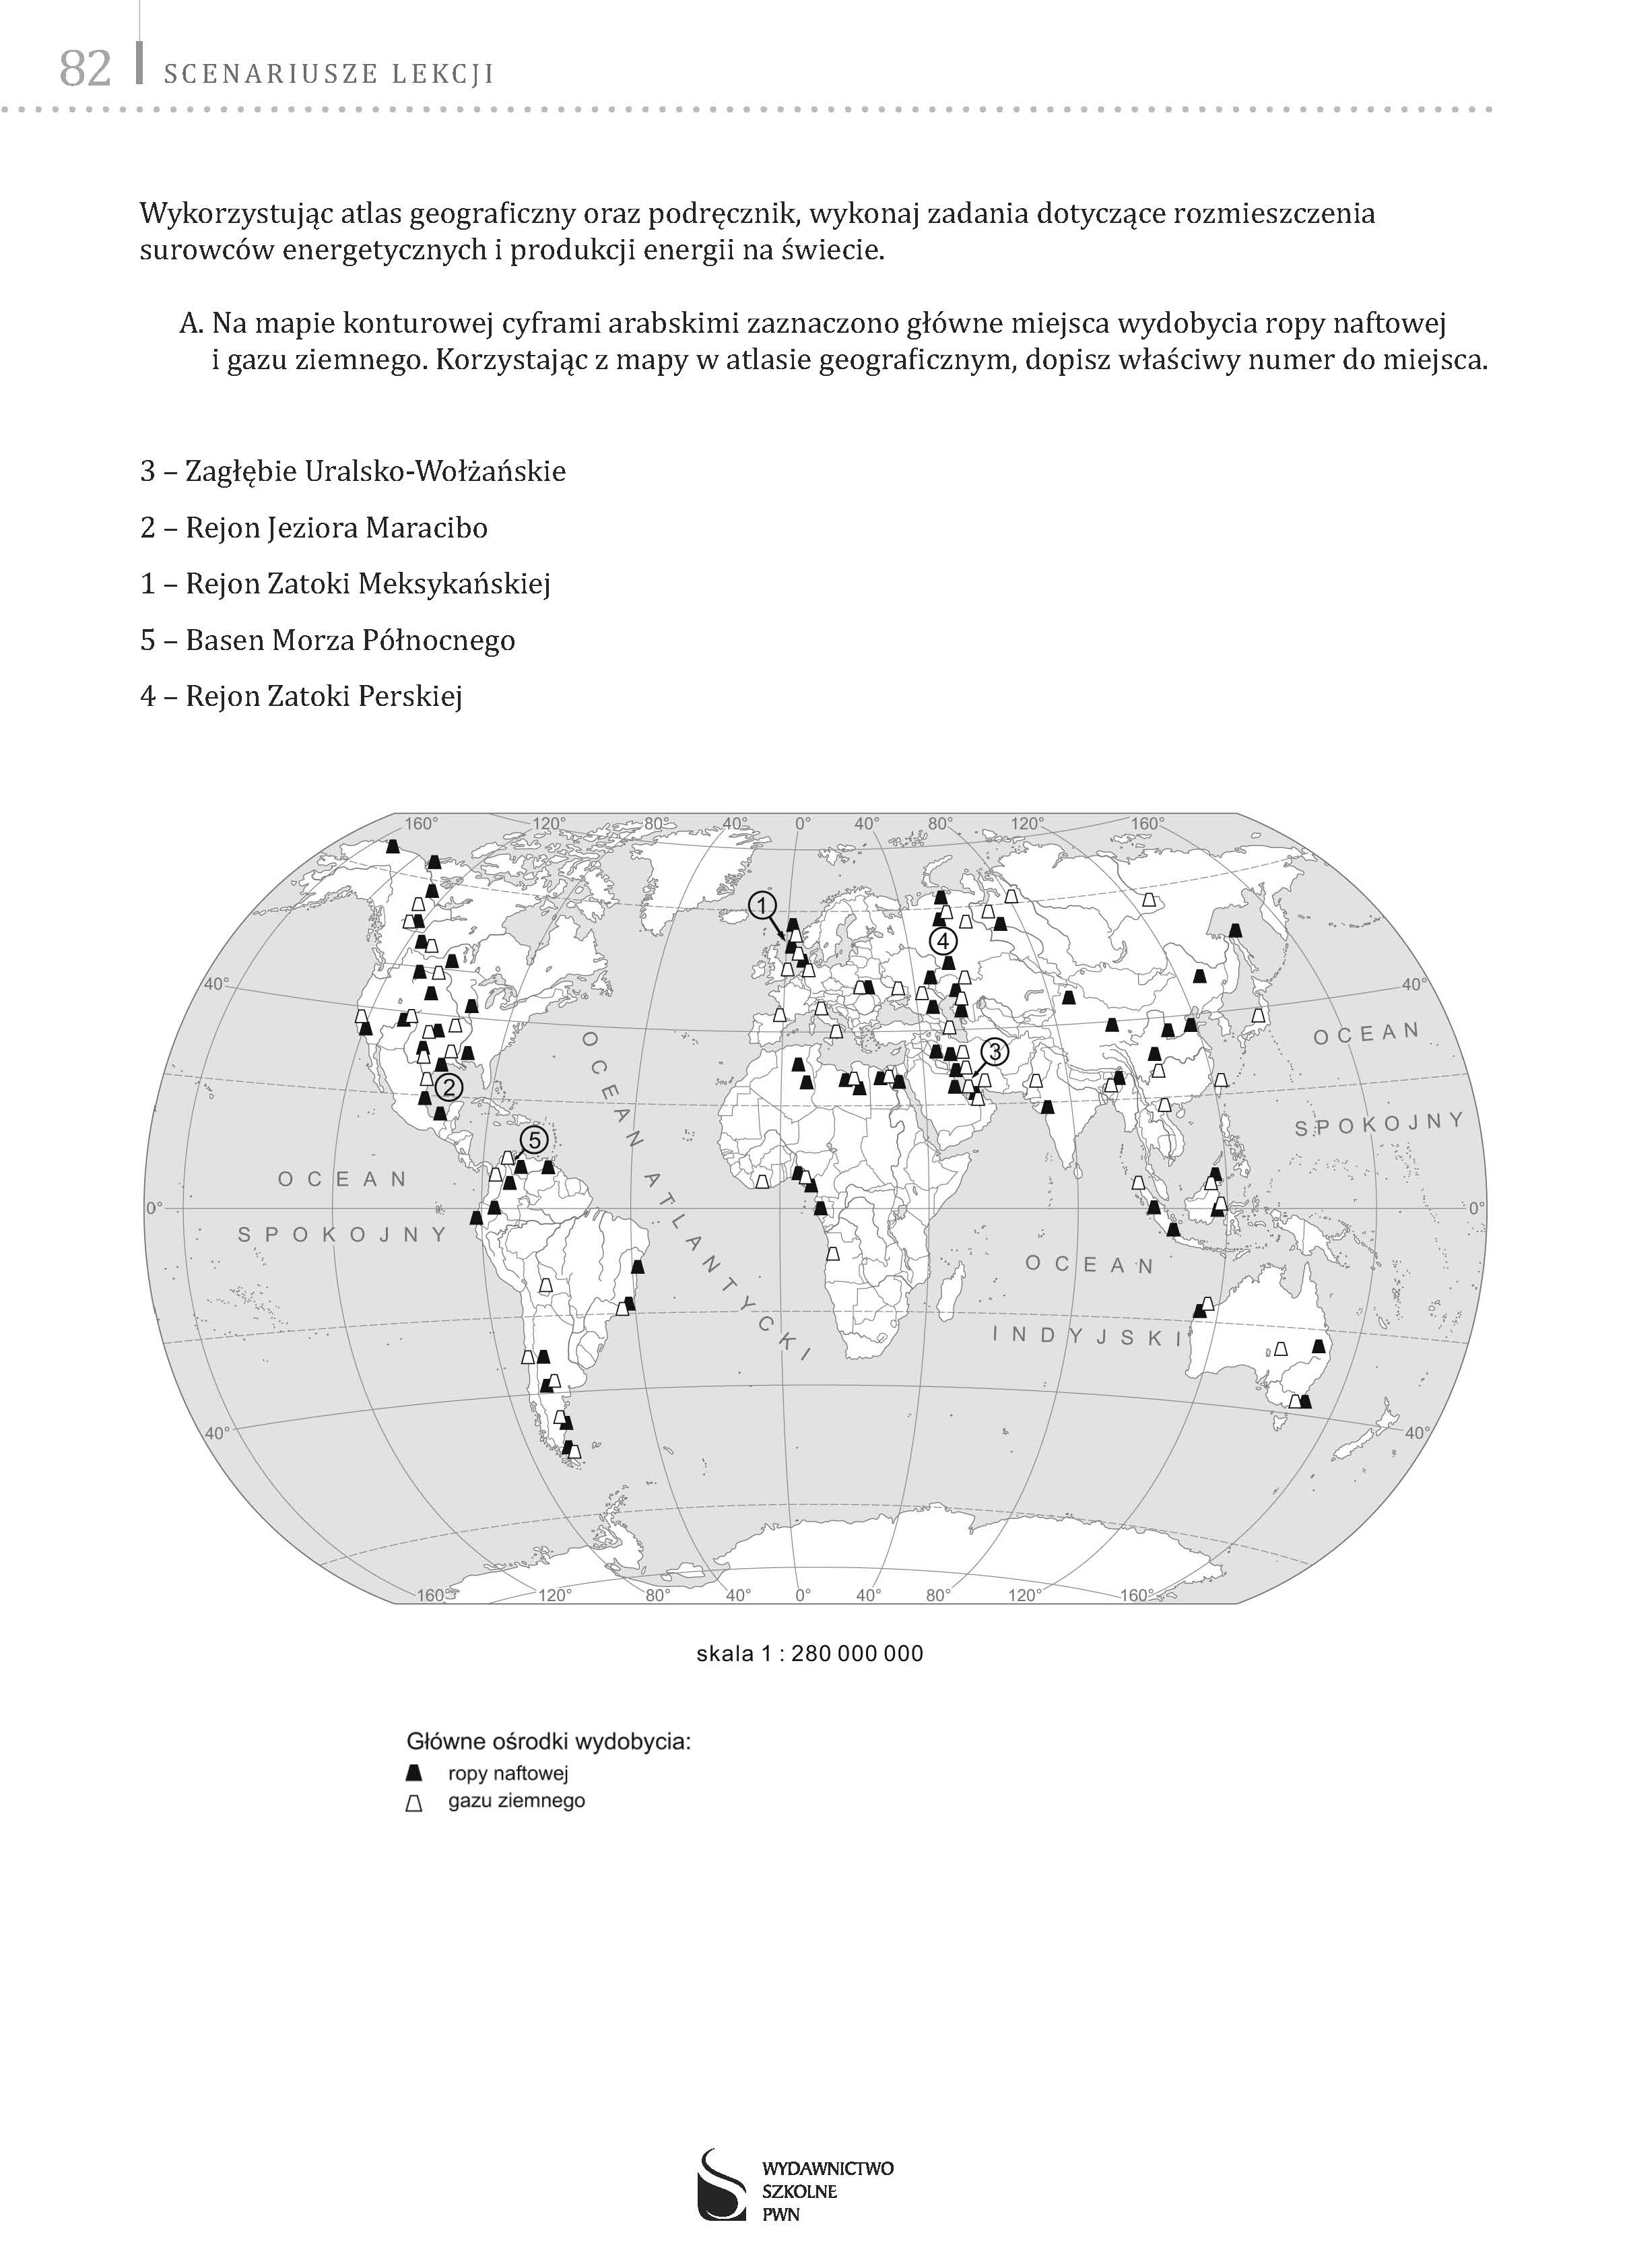 82
SCENARIUSZE LEKCJI
Wykorzystując atlas geograficzny oraz podręcznik, wykonaj zadania dotyczące rozmieszczenia
surowców energetycznych i produkcji energii na świecie.
A. Na mapie konturowej cyframi arabskimi zaznaczono główne miejsca wydobycia ropy naftowej
i gazu ziemnego. Korzystając z mapy w atlasie geograficznym, dopisz właściwy numer do miejsca.
3 – Zagłębie Uralsko-Wołżańskie
2 – Rejon Jeziora Maracibo
1 – Rejon Zatoki Meksykańskiej
5 – Basen Morza Północnego
4 – Rejon Zatoki Perskiej
160° 120° 80° 40° 0° 40° 80° 120° 160°
1
4
40° 40°
OCEAN
3
2
SPOKOJNY
5
OCEAN ATLANTYCKI
OCEAN
0° 0°
SPOKOJNY
OCEAN
INDYJSKI
40° 40°
160° 120° 80° 40° 0° 40° 80° 120° 160°
skala 1 : 280 000 000
Główne ośrodki wydobycia:
ropy naftowej
gazu ziemnego
WYDAWNICTWO
SZKOLNE
PWN